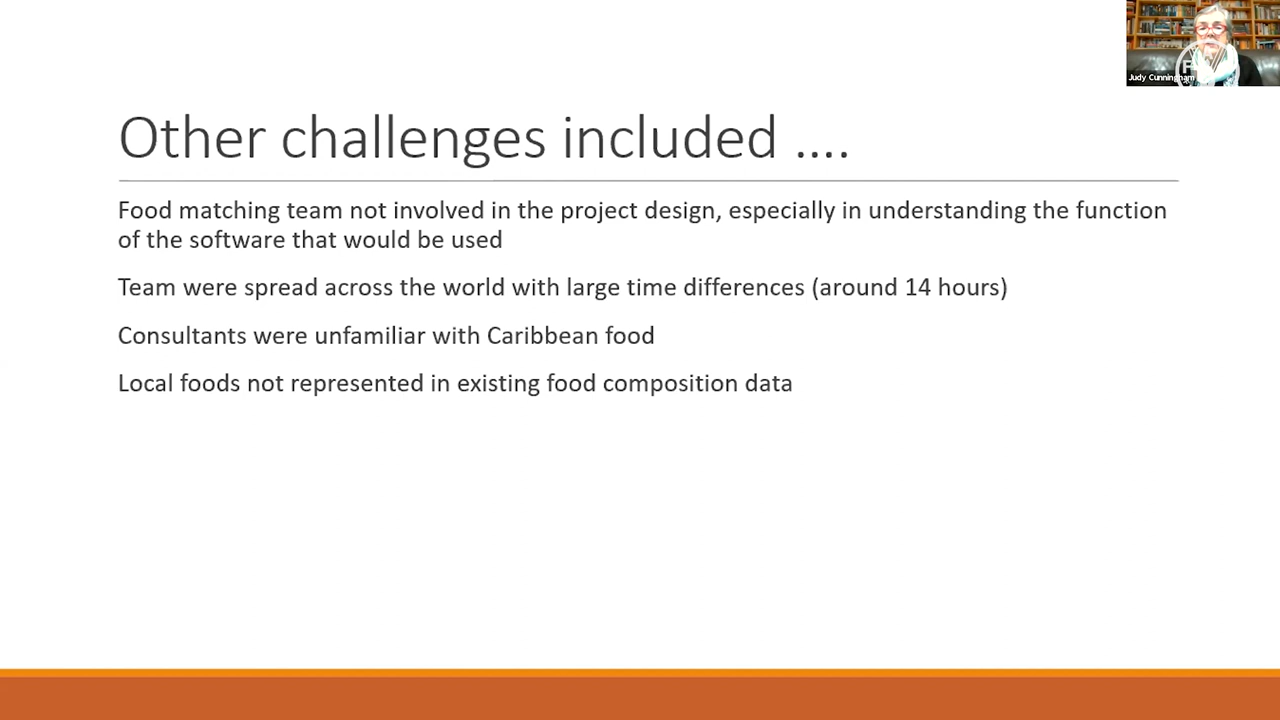 Judy Cunningham
Other challenges included ....
Food matching team not involved in the project design, especially in understanding the function
of the software that would be used
Team were spread across the world with large time differences (around 14 hours)
Consultants were unfamiliar with Caribbean food
Local foods not represented in existing food composition data